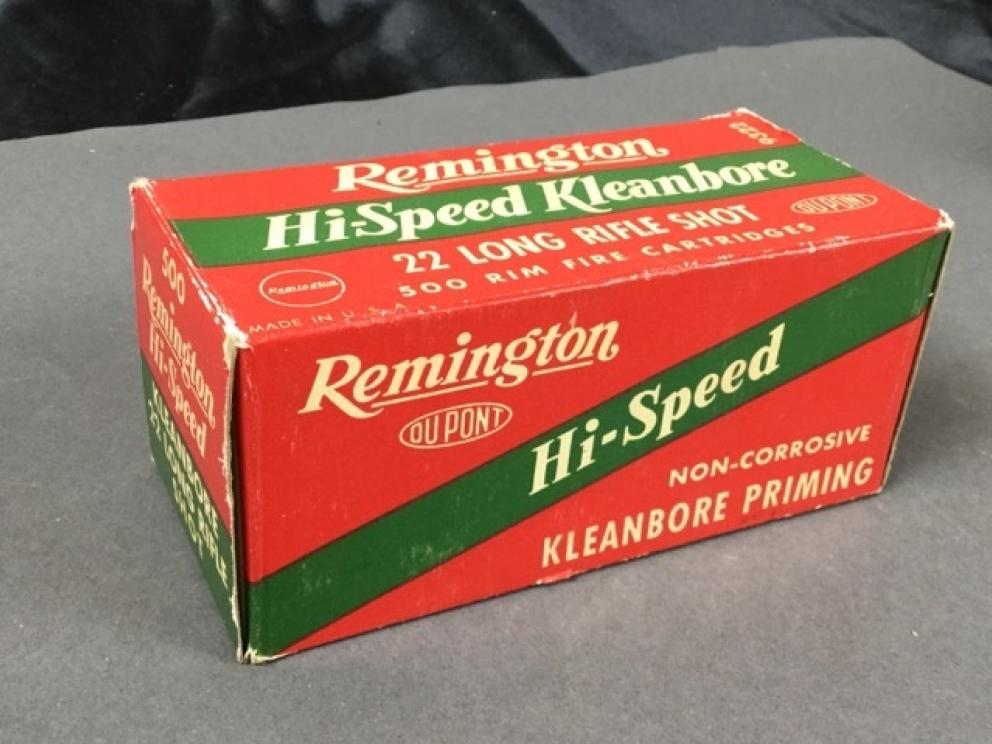 Remington
Hi-Speed Kleanbore
22 LONG RIFLE SHOT
DU PONT
500 RIM FIRE CARTRIDGES
Remington
MADE IN U.S.A.
Remington
DU PONT
Hi-Speed
NON-CORROSIVE
KLEANBORE PRIMING
500
Remington
Hi-Speed
KLEANBORE
22 LONG RIFLE
SHOT